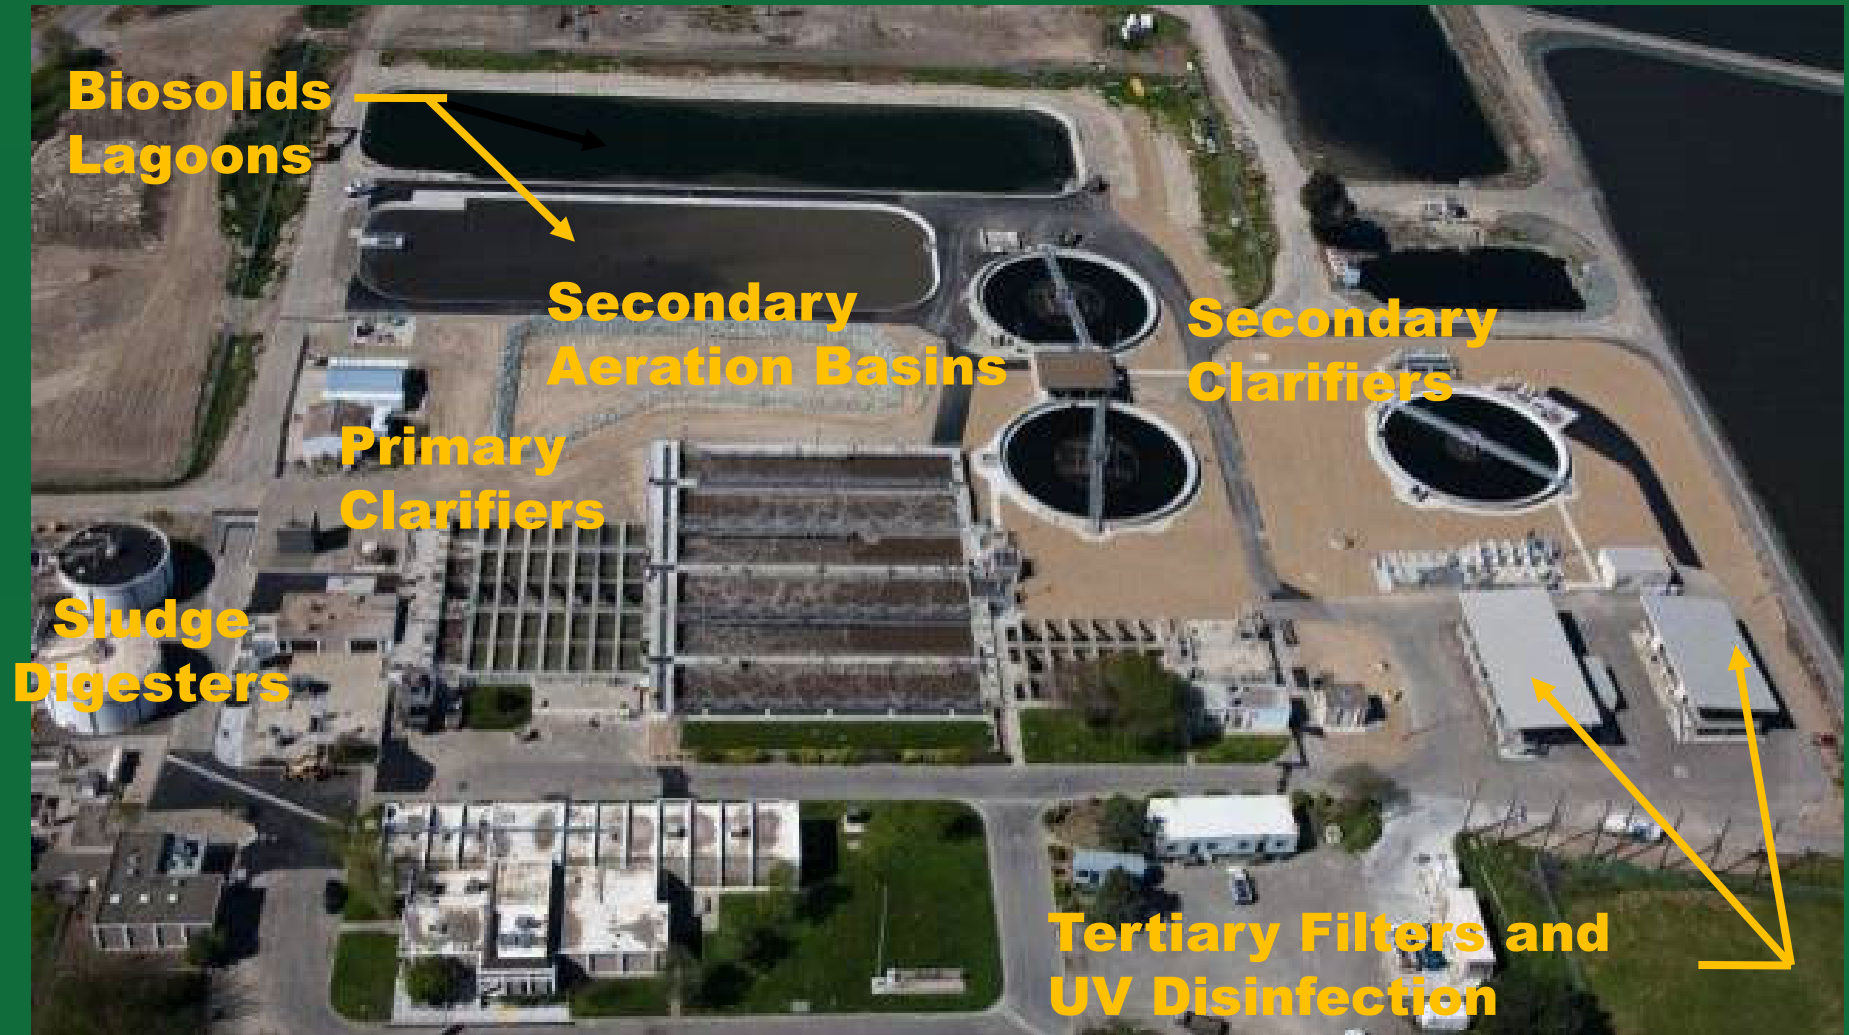 Biosolids
Lagoons
Secondary
Aeration Basins
Secondary
Clarifiers
Primary
Clarifiers
Sludge
Digesters
Tertiary Filters and
UV Disinfection